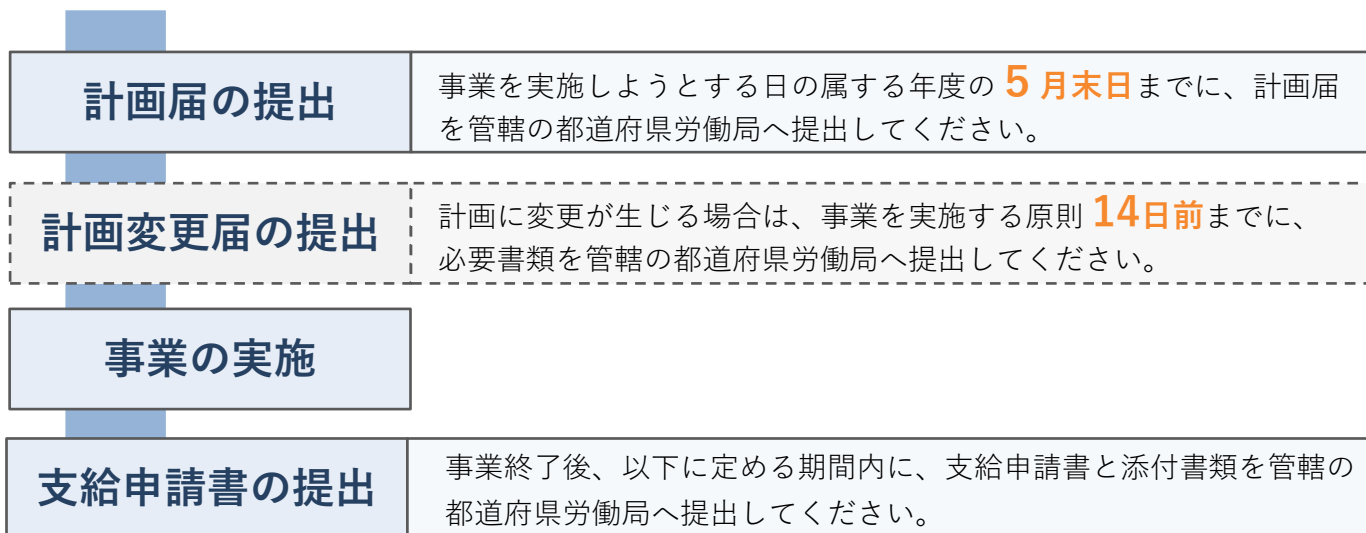 計画届の提出
事業を実施しようとする日の属する年度の 5 月末日までに、計画届
を管轄の都道府県労働局へ提出してください。
計画変更届の提出
計画に変更が生じる場合は、事業を実施する原則 14日前までに、
必要書類を管轄の都道府県労働局へ提出してください。
事業の実施
支給申請書の提出
事業終了後、以下に定める期間内に、支給申請書と添付書類を管轄の
都道府県労働局へ提出してください。